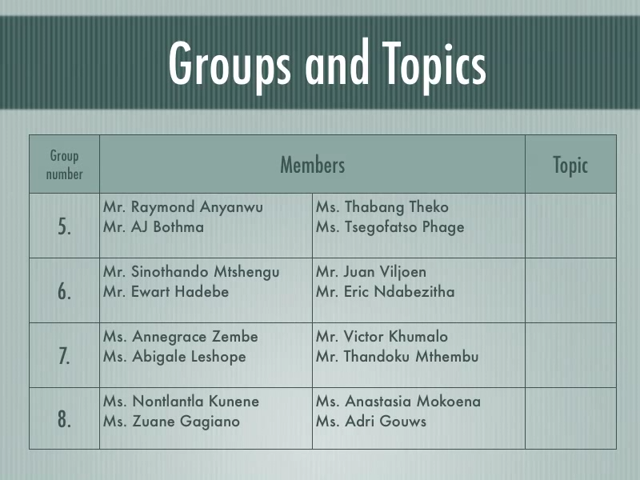 Groups and Topics
Group number
Members
Topic
5.
Mr. Raymond Anyanwu
Mr. AJ Bothma
Ms. Thabang Theko
Ms. Tsegofatso Phage
6.
Mr. Sinothando Mtshengu
Mr. Ewart Hadebe
Mr. Juan Viljoen
Mr. Eric Ndabezitha
7.
Ms. Annegrace Zembe
Ms. Abigale Leshope
Mr. Victor Khumalo
Mr. Thandoku Mthembu
8.
Ms. Nontlantla Kunene
Ms. Zuane Gagiano
Ms. Anastasia Mokoena
Ms. Adri Gouws